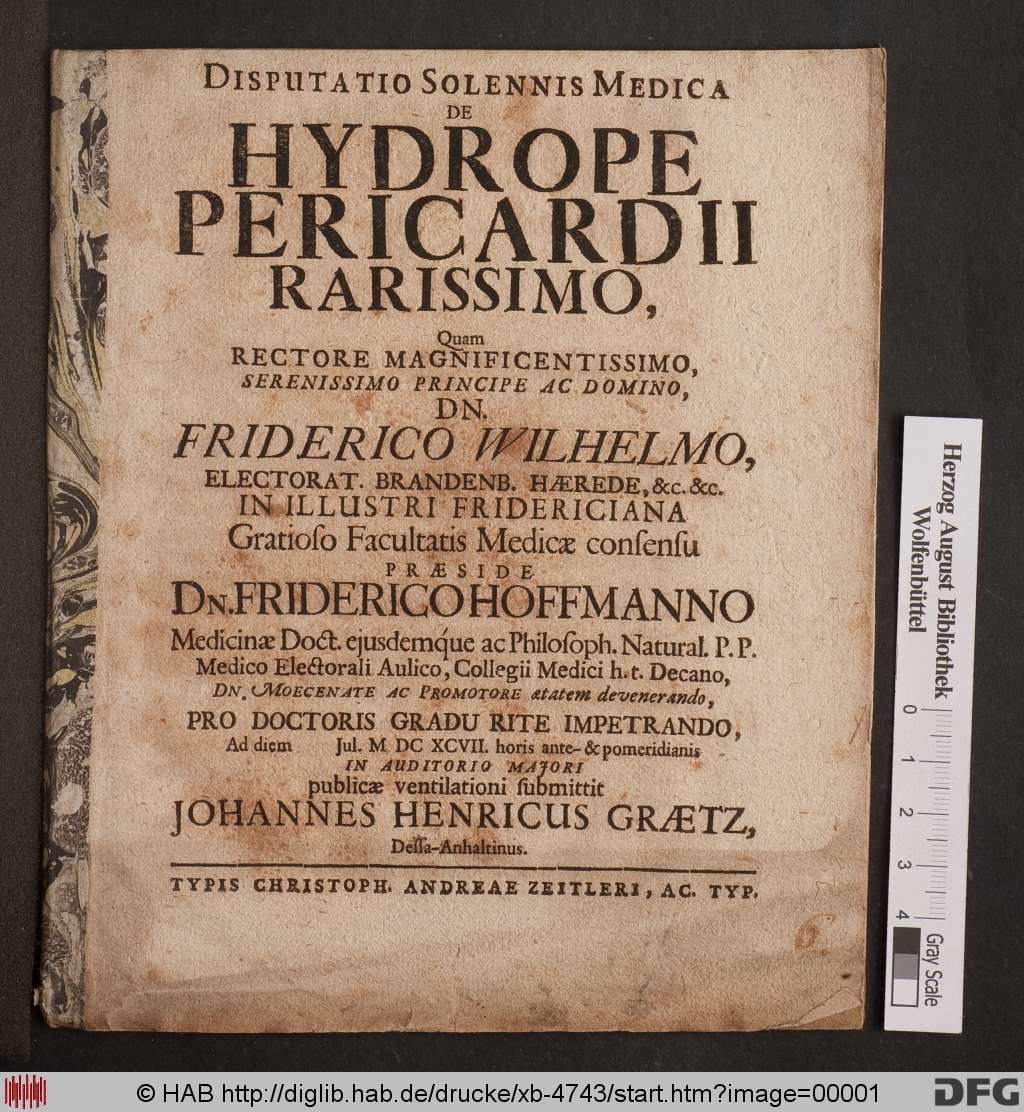 DISPUTATIO SOLENNIS MEDICA
DE
HYDROPE
PERICARDII
RARISSIMO,
Quam
RECTORE MAGNIFICENTISSIMO,
SERENISSIMO PRINCIPE AC DOMINO,
DN.
FRIDERICO WILHELMO,
ELECTORAT. BRANDENB. HÆREDE, &c. &c.
IN ILLUSTRI FRIDERICIANA
Gratioſo Facultatis Medicæ conſenſu
PRÆSIDE
DN. FRIDERICO HOFFMANNO
Medicinæ Doct. ejusdemq́ue ac Philoſoph. Natural. P. P.
Medico Electorali Aulico, Collegii Medici h. t. Decano,
DN. MOECENATE AC PROMOTORE ætatem devenerando,
PRO DOCTORIS GRADU RITE IMPETRANDO,
Ad diem Jul. M DC XCVII. horis ante- & pomeridianis
IN AUDITORIO MAJORI
publicæ ventilationi ſubmittit
JOHANNES HENRICUS GRÆTZ,
Deſſa-Anhaltinus.
TYPIS CHRISTOPH. ANDREAE ZEITLERI, AC. TYP.
6
Herzog August Bibliothek
Wolfenbüttel
0
1
2
3
4
Gray Scale
© HAB http://diglib.hab.de/drucke/xb-4743/start.htm?image=00001
DFG